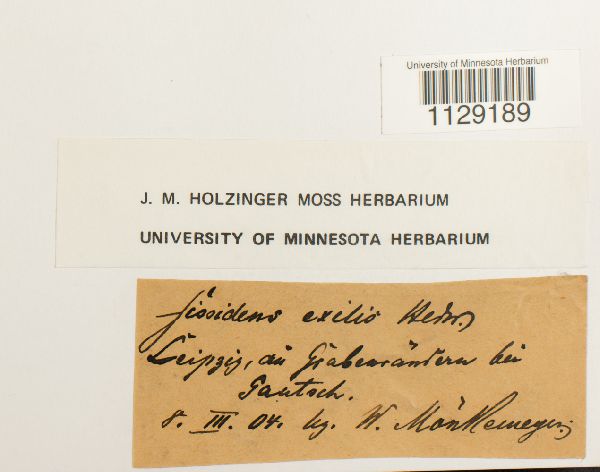 University of Minnesota Herbarium
1129189
J. M. HOLZINGER MOSS HERBARIUM
UNIVERSITY OF MINNESOTA HERBARIUM
Fissidens exilis Hedw.
Leipzig, an Grabenrändern bei
Gautsch.
8. III. 04. lg. W. Mönkemeyer.